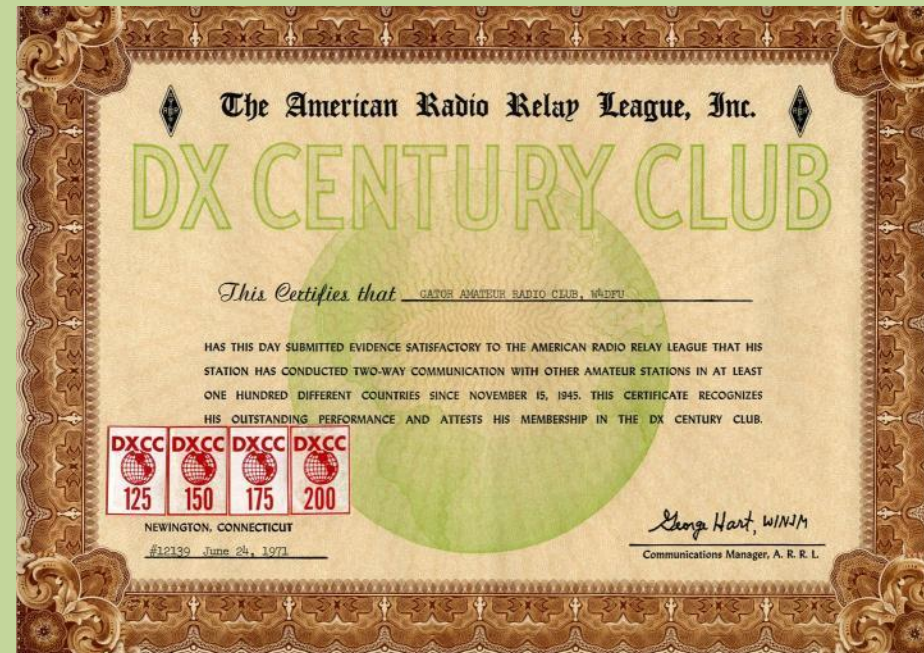 The American Radio Relay League, Inc.
DX CENTURY CLUB
This Certifies that GATOR AMATEUR RADIO CLUB, W4DFU
HAS THIS DAY SUBMITTED EVIDENCE SATISFACTORY TO THE AMERICAN RADIO RELAY LEAGUE THAT HIS
STATION HAS CONDUCTED TWO-WAY COMMUNICATION WITH OTHER AMATEUR STATIONS IN AT LEAST
ONE HUNDRED DIFFERENT COUNTRIES SINCE NOVEMBER 15, 1945. THIS CERTIFICATE RECOGNIZES
HIS OUTSTANDING PERFORMANCE AND ATTESTS HIS MEMBERSHIP IN THE DX CENTURY CLUB.
DXCC DXCC DXCC DXCC
125 150 175 200
NEWINGTON, CONNECTICUT
#12139 June 24, 1971
George Hart, W1NJM
Communications Manager, A. R. R. L.